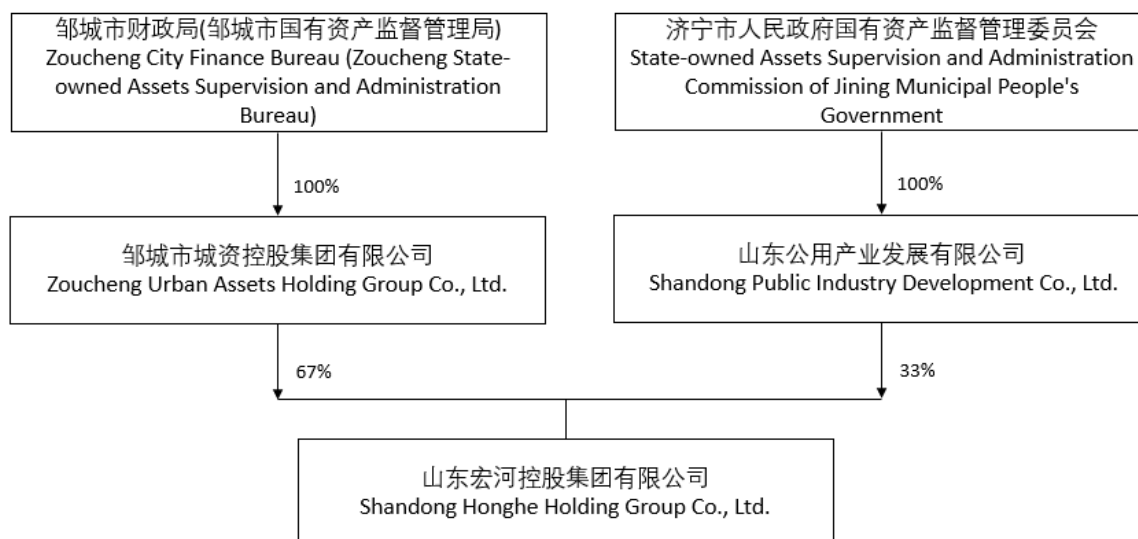 邹城市财政局(邹城市国有资产监督管理局)
Zoucheng City Finance Bureau (Zoucheng State-
owned Assets Supervision and Administration
Bureau)
济宁市人民政府国有资产监督管理委员会
State-owned Assets Supervision and Administration
Commission of Jining Municipal People's
Government
100%
100%
邹城市城资控股集团有限公司
Zoucheng Urban Assets Holding Group Co., Ltd.
山东公用产业发展有限公司
Shandong Public Industry Development Co., Ltd.
67%
33%
山东宏河控股集团有限公司
Shandong Honghe Holding Group Co., Ltd.